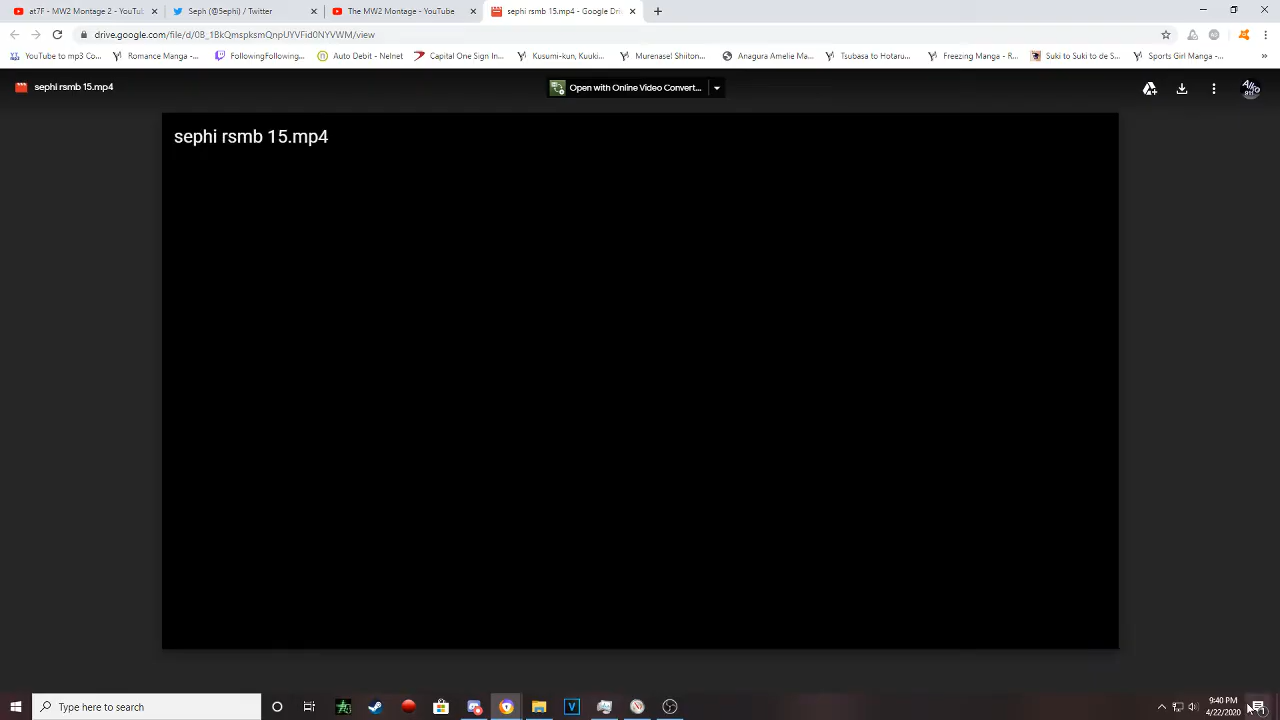 at7F - MW2 Montage 2 - YouTul
Seph (@5ephi) / Twitter
The MW2 Montage - YouTube
sephi rsmb 15.mp4 - Google Dri
drive.google.com/file/d/0B_1BkQmspksmQnpUYVFid0NYVWM/view
YouTube to mp3 Co...
Romance Manga -...
FollowingFollowing...
Auto Debit - Nelnet
Capital One Sign In...
Kusumi-kun, Kuuki...
Murenase! Shiiton...
Anagura Amelie Ma...
Tsubasa to Hotaru...
Freezing Manga - R...
Suki to Suki to de S...
Sports Girl Manga -...
sephi rsmb 15.mp4
Open with Online Video Convert...
sephi rsmb 15.mp4
Type here to search
9:40 PM
4/22/2020